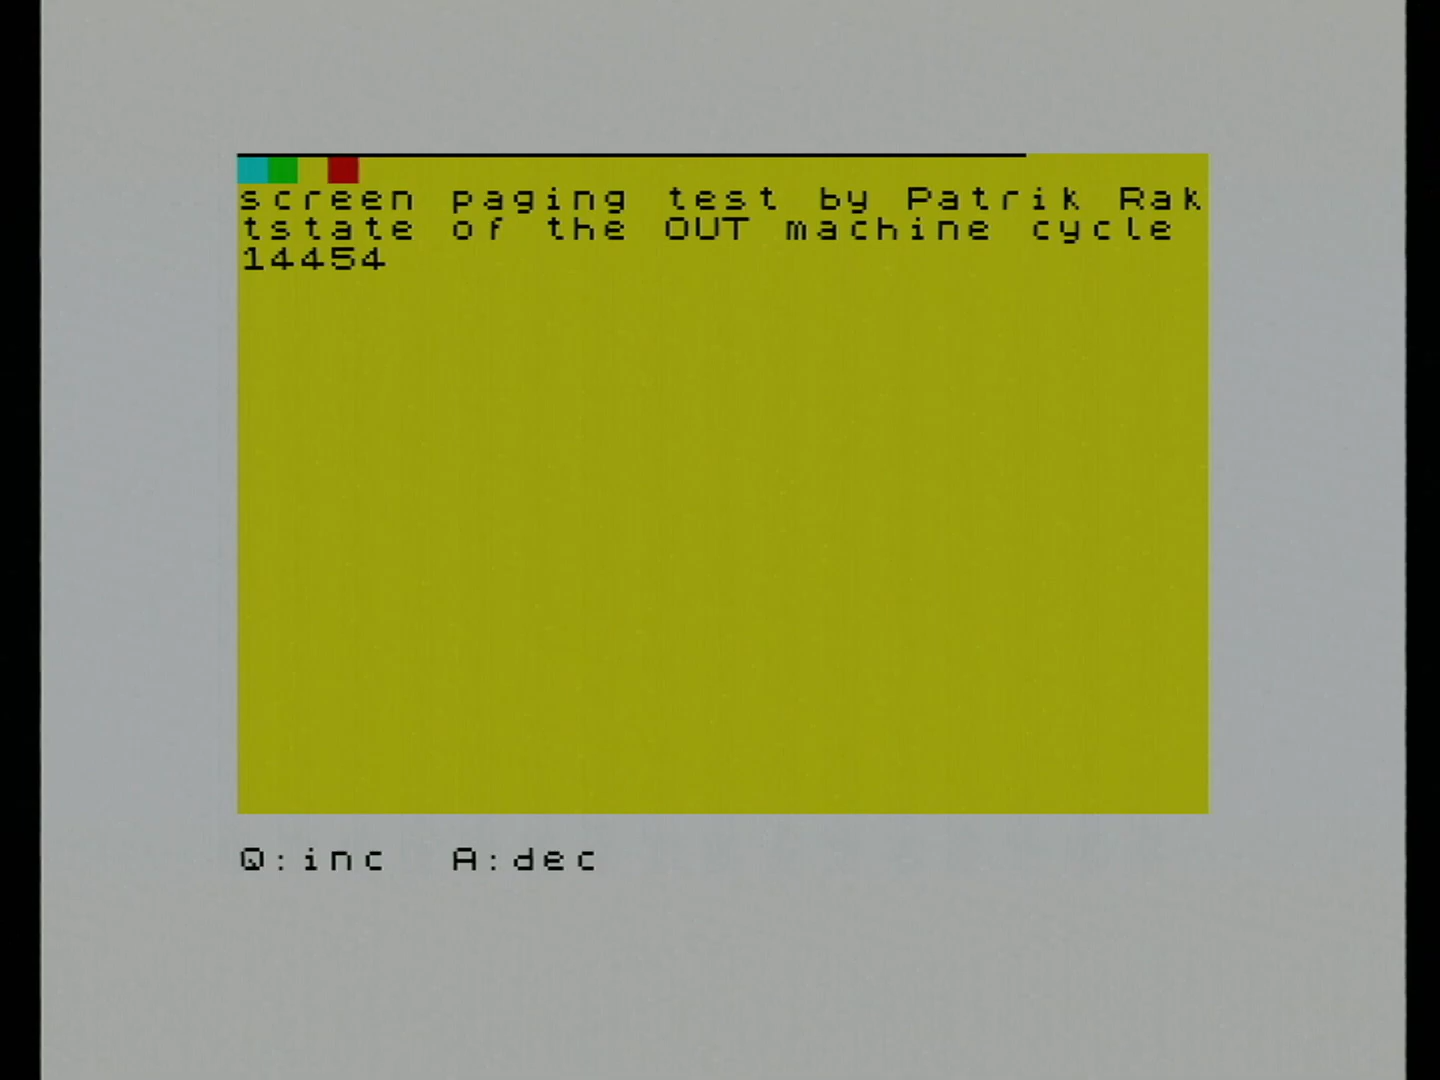 screen paging test by Patrik Rak
tstate of the OUT machine cycle
14454
Q:inc A:dec